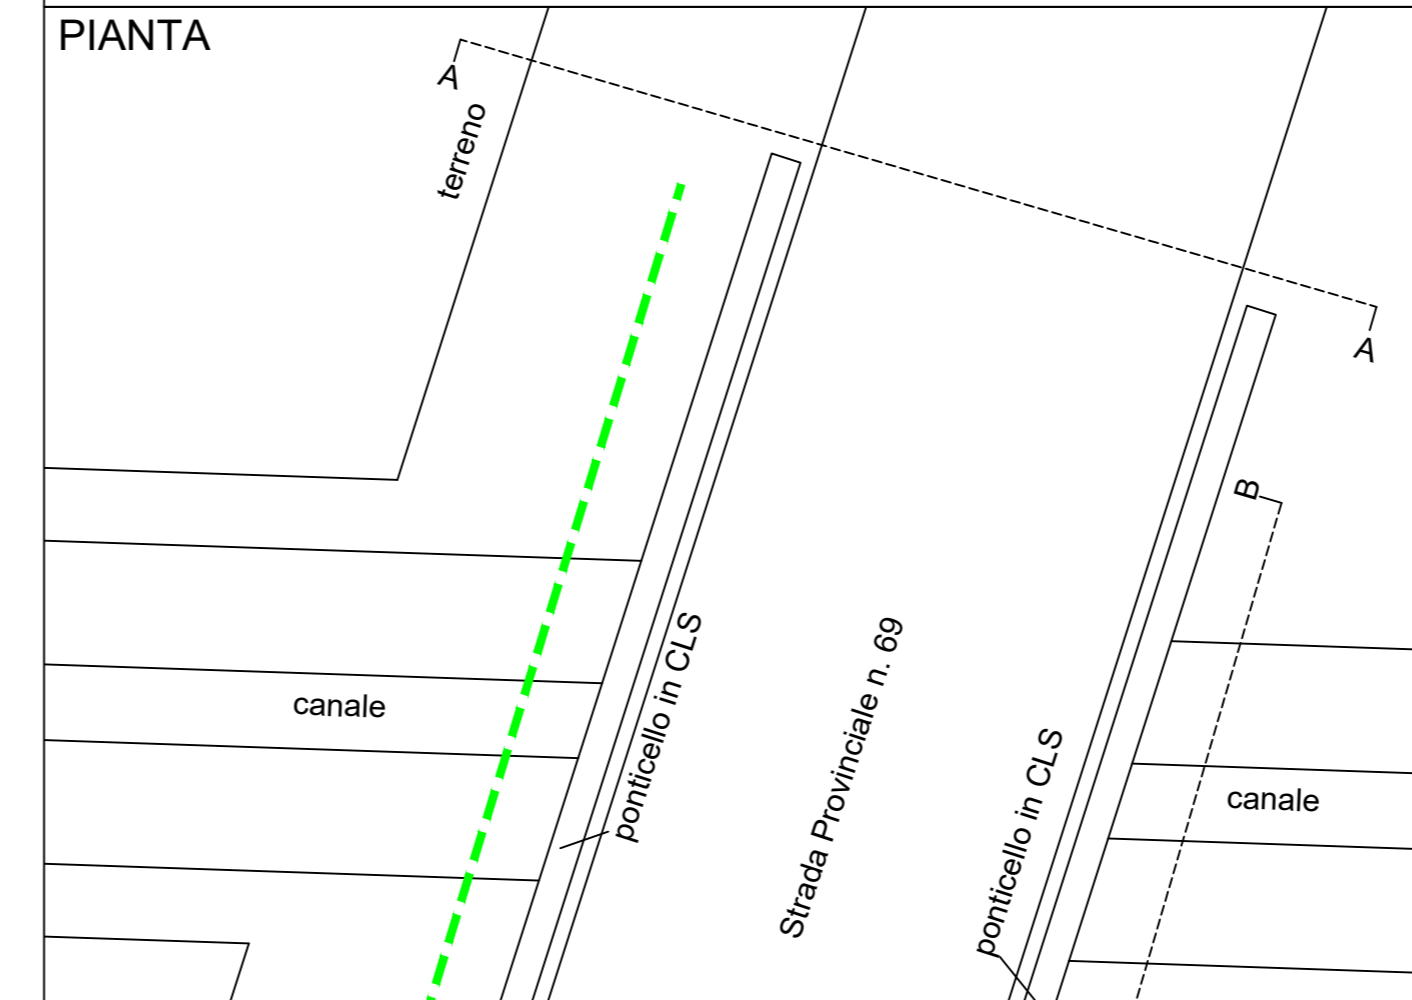 PIANTA
A
terreno
A
B
ponticello in CLS
Strada Provinciale n. 69
canale
ponticello in CLS
canale